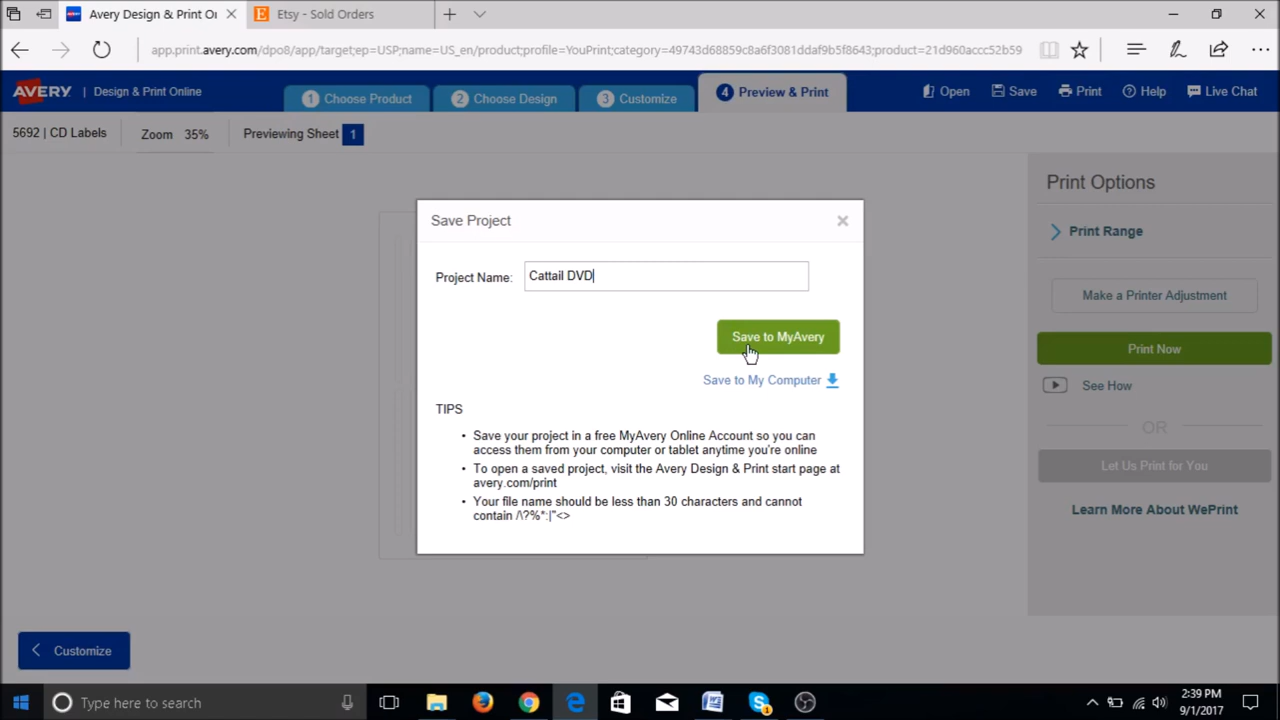 Avery Design & Print Or
Etsy - Sold Orders
app.print.avery.com/dpo8/app/target;ep=USP;name=US_en/product;profile=YouPrint;category=49743d68859c8a6f3081ddaf9b5f8643;product=21d960accc52b59
AVERY | Design & Print Online
1 Choose Product
2 Choose Design
3 Customize
4 Preview & Print
Open
Save
Print
Help
Live Chat
5692 | CD Labels
Zoom 35%
Previewing Sheet 1
Save Project
Project Name: Cattail DVD
Save to MyAvery
Save to My Computer
TIPS
• Save your project in a free MyAvery Online Account so you can
access them from your computer or tablet anytime you're online
• To open a saved project, visit the Avery Design & Print start page at
avery.com/print
• Your file name should be less than 30 characters and cannot
contain /\?%*:|"<>
Print Options
Print Range
Make a Printer Adjustment
Print Now
See How
OR
Let Us Print for You
Learn More About WePrint
Customize
Type here to search
2:39 PM
9/1/2017